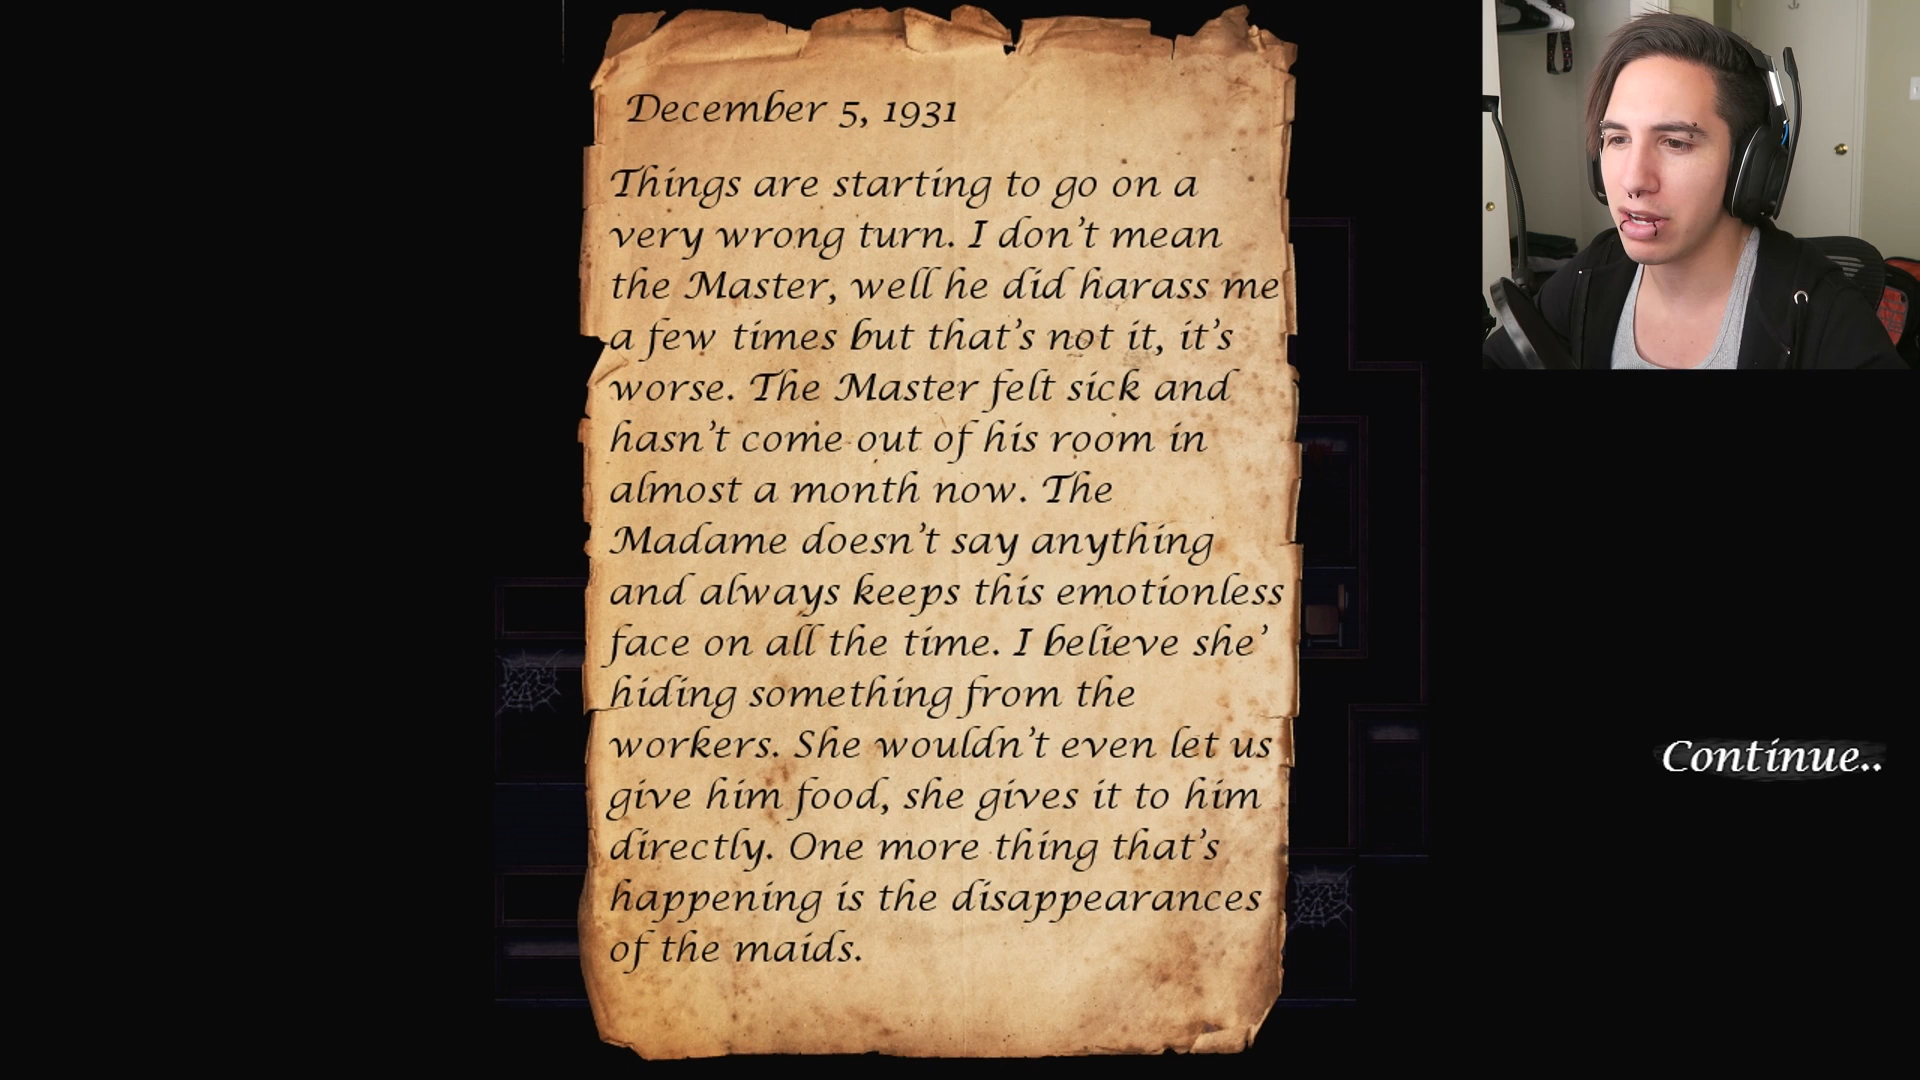 December 5, 1931
Things are starting to go on a
very wrong turn. I don't mean
the Master, well he did harass me
a few times but that's not it, it's
worse. The Master felt sick and
hasn't come out of his room in
almost a month now. The
Madame doesn't say anything
and always keeps this emotionless
face on all the time. I believe she'
hiding something from the
workers. She wouldn't even let us
give him food, she gives it to him
directly. One more thing that's
happening is the disappearances
of the maids.
Continue..